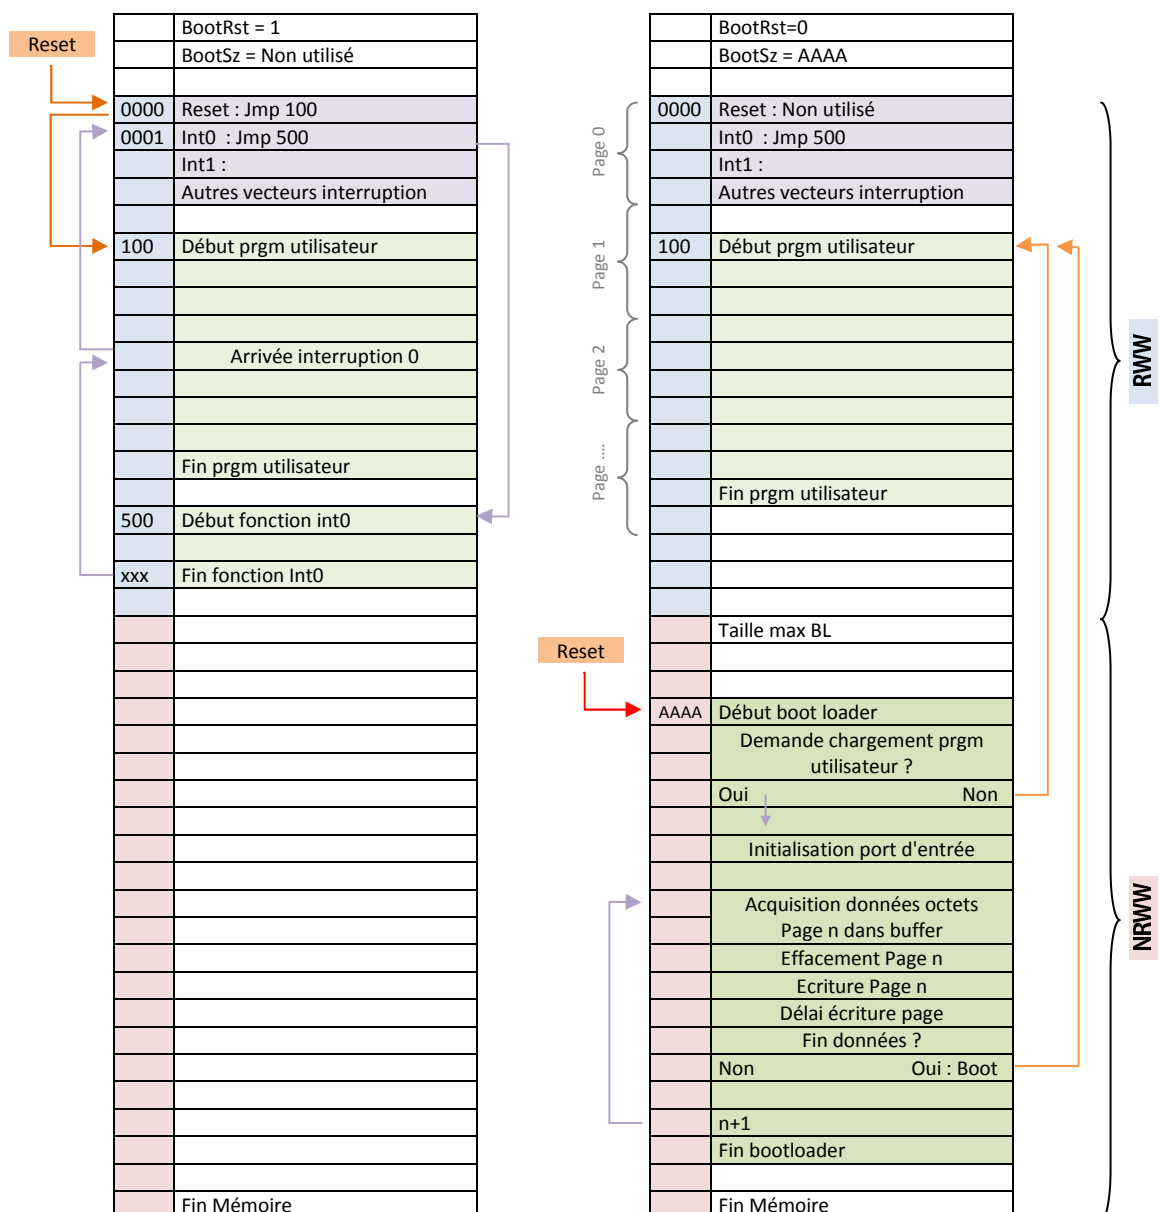 Reset
BootRst = 1
BootSz = Non utilisé
0000 Reset : Jmp 100
0001 Int0 : Jmp 500
Int1 :
Autres vecteurs interruption
100 Début prgm utilisateur
Arrivée interruption 0
Fin prgm utilisateur
500 Début fonction int0
xxx Fin fonction Int0
Fin Mémoire
BootRst=0
BootSz = AAAA
Page 0
Page 1
Page 2
Page ....
0000 Reset : Non utilisé
Int0 : Jmp 500
Int1 :
Autres vecteurs interruption
100 Début prgm utilisateur
Fin prgm utilisateur
Taille max BL
Reset
AAAA Début boot loader
Demande chargement prgm
utilisateur ?
Oui Non
Initialisation port d'entrée
Acquisition données octets
Page n dans buffer
Effacement Page n
Ecriture Page n
Délai écriture page
Fin données ?
Non Oui : Boot
n+1
Fin bootloader
Fin Mémoire
RWW
NRWW